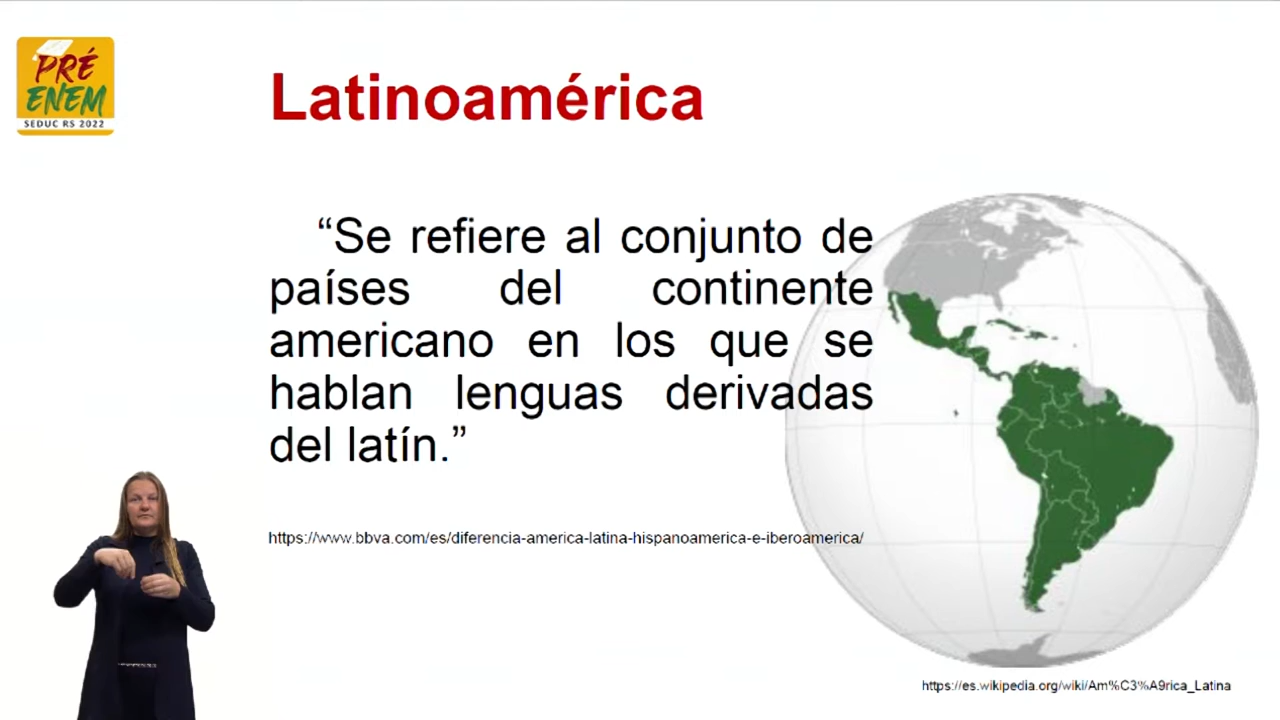 PRÉ
ENEM
SEDUC RS 2022
Latinoamérica
“Se refiere al conjunto de
países del continente
americano en los que se
hablan lenguas derivadas
del latín.”
https://www.bbva.com/es/diferencia-america-latina-hispanoamerica-e-iberoamerica/
https://es.wikipedia.org/wiki/Am%C3%A9rica_Latina